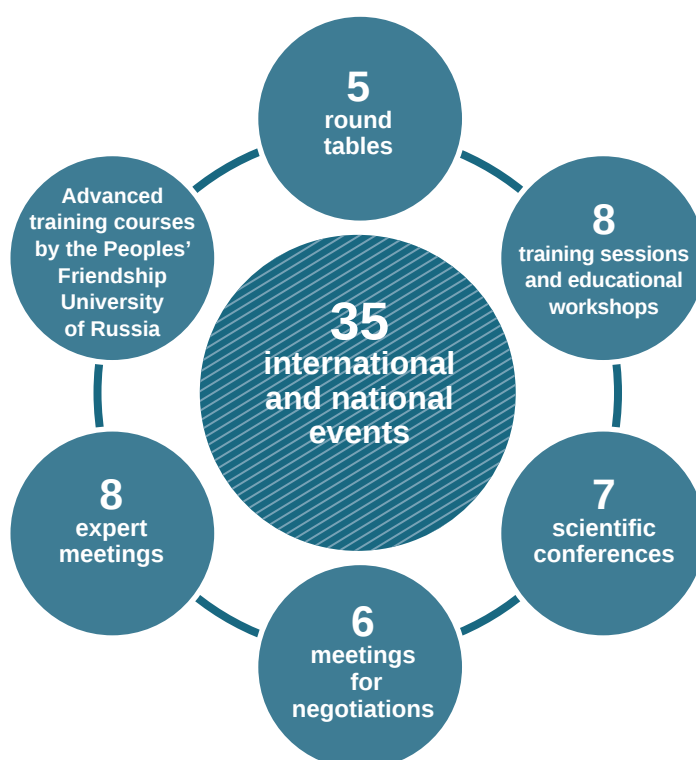 5
round
tables
8
training sessions
and educational
workshops
7
scientific
conferences
6
meetings
for
negotiations
8
expert
meetings
Advanced
training courses
by the Peoples’
Friendship
University
of Russia
35
international
and national
events